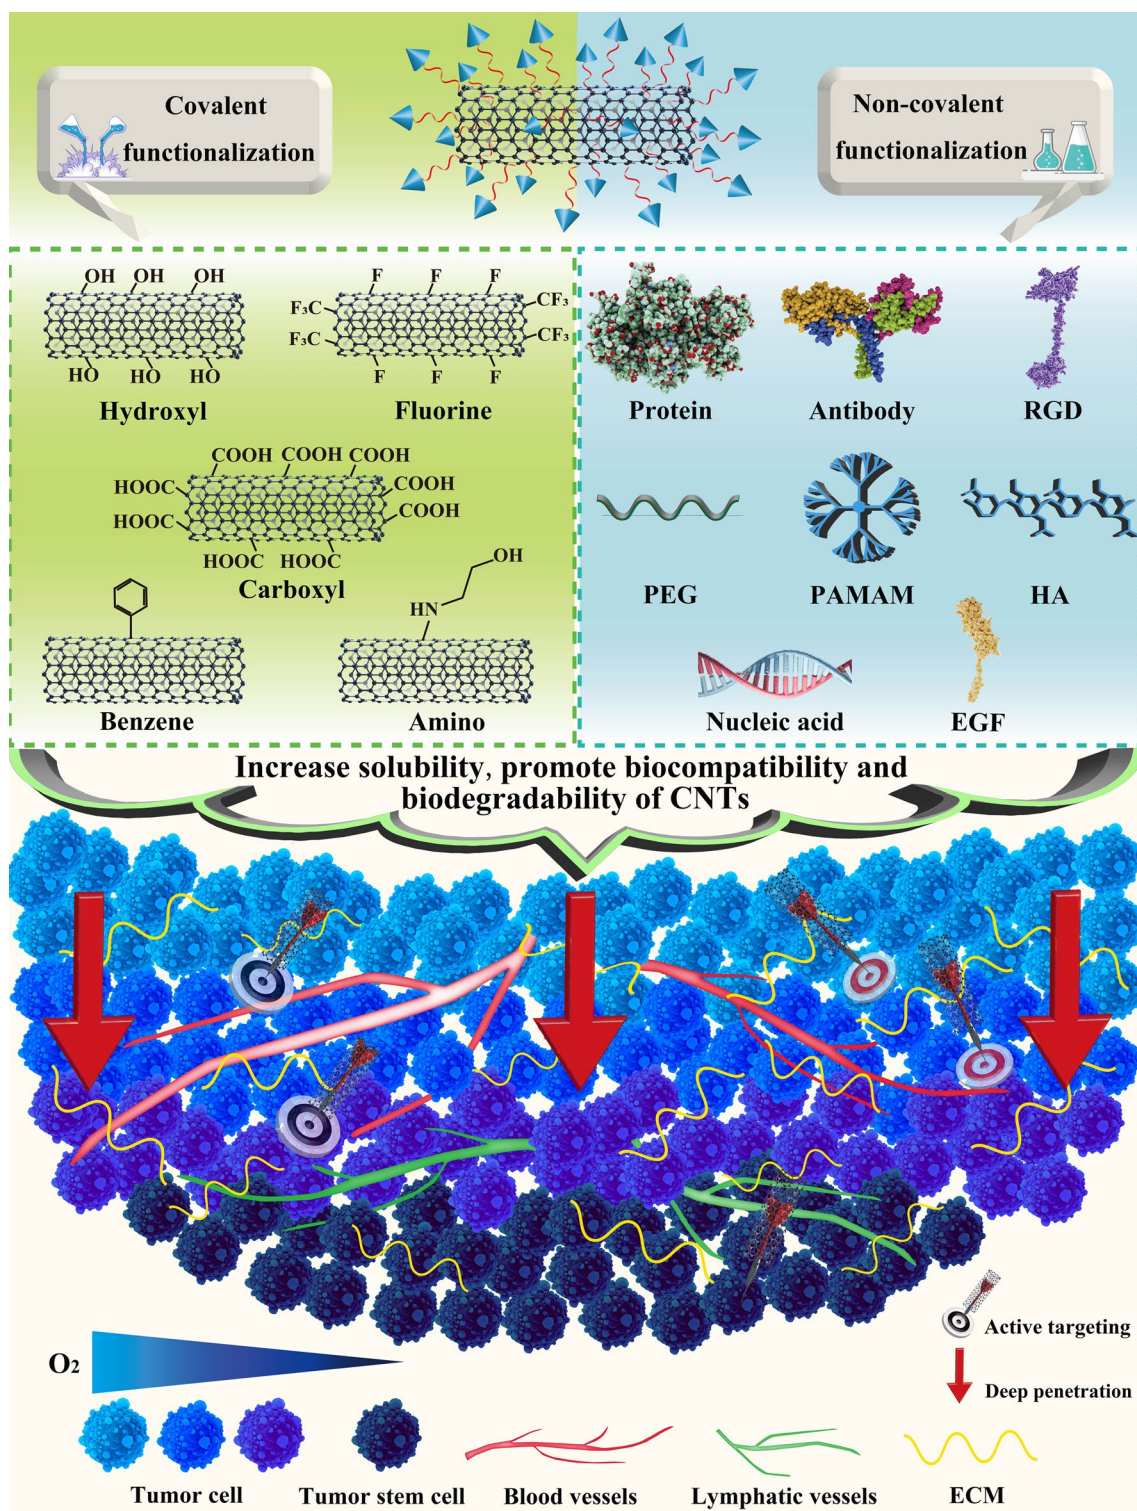 Covalent
functionalization
Non-covalent
functionalization
OH OH OH
HO HO HO
Hydroxyl
F F F
F₃C CF₃
F₃C CF₃
F F F
Fluorine
COOH COOH COOH
HOOC COOH
HOOC COOH
HOOC HOOC
Carboxyl
Benzene
OH
HN
Amino
Protein Antibody RGD
PEG PAMAM HA
Nucleic acid EGF
Increase solubility, promote biocompatibility and
biodegradability of CNTs
Active targeting
O₂
Deep penetration
Tumor cell Tumor stem cell Blood vessels Lymphatic vessels ECM